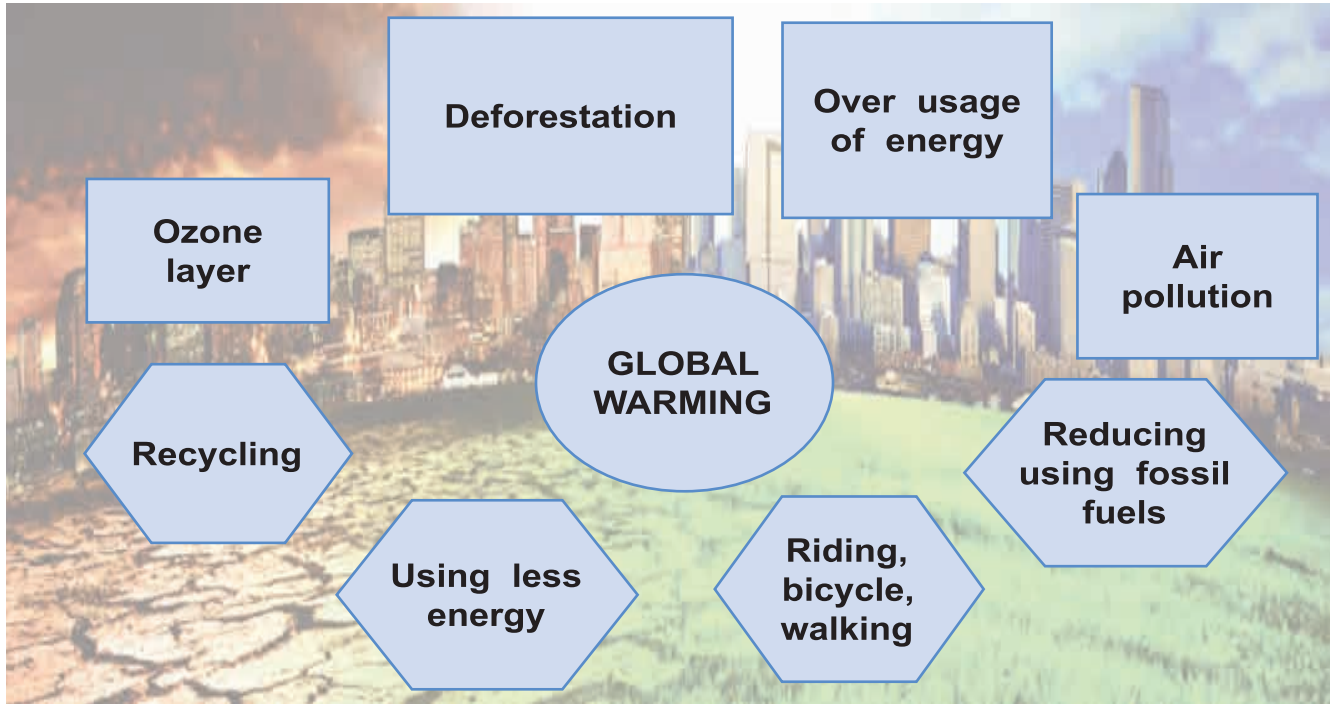 Deforestation
Over usage
of energy
Ozone
layer
Air
pollution
GLOBAL
WARMING
Recycling
Reducing
using fossil
fuels
Using less
energy
Riding,
bicycle,
walking